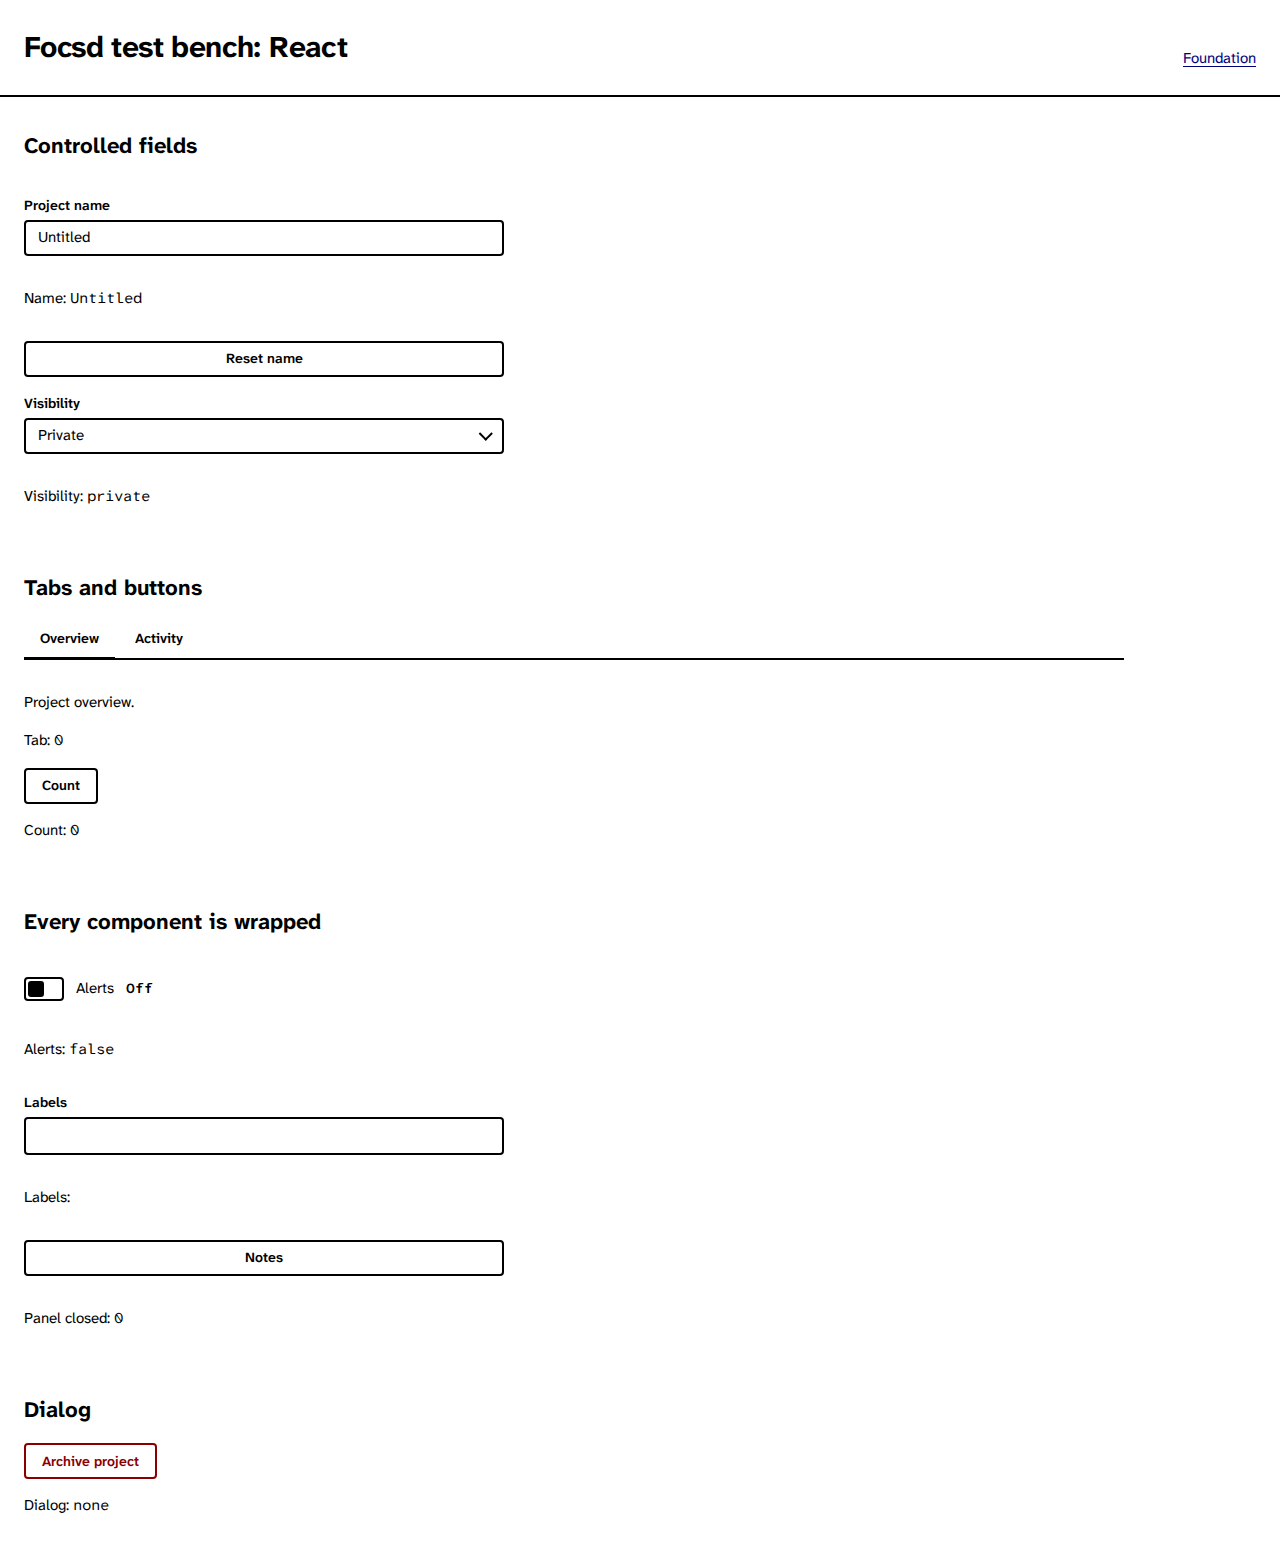 Focsd test bench: React
Foundation
Controlled fields
Project name
Untitled
Name: Untitled
Reset name
Visibility
Private
Visibility: private
Tabs and buttons
Overview Activity
Project overview.
Tab: 0
Count
Count: 0
Every component is wrapped
Alerts Off
Alerts: false
Labels
Labels:
Notes
Panel closed: 0
Dialog
Archive project
Dialog: none